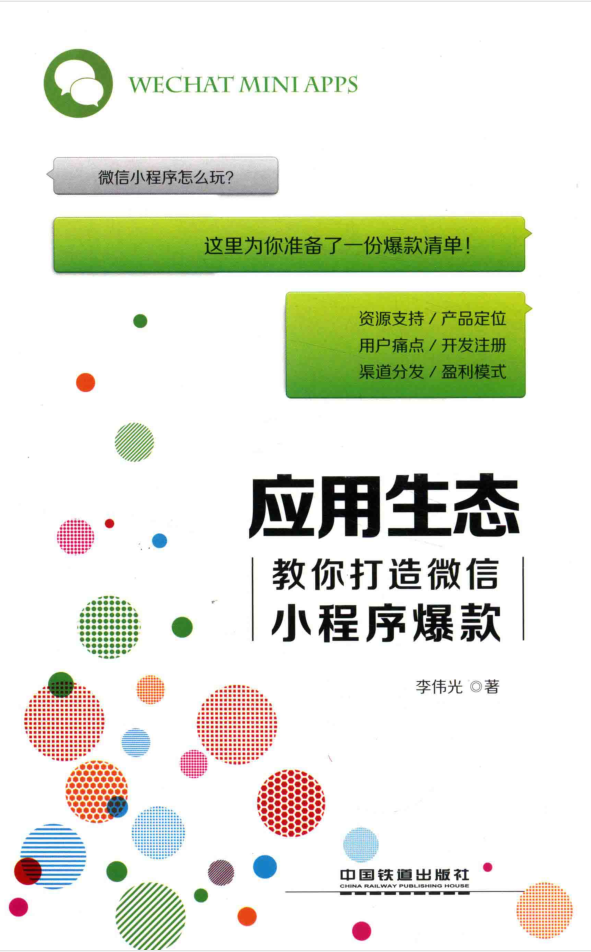 WECHAT MINI APPS
微信小程序怎么玩?
这里为你准备了一份爆款清单!
资源支持 / 产品定位
用户痛点 / 开发注册
渠道分发 / 盈利模式
应用生态
教你打造微信
小程序爆款
李伟光 ◎著
中国铁道出版社
CHINA RAILWAY PUBLISHING HOUSE